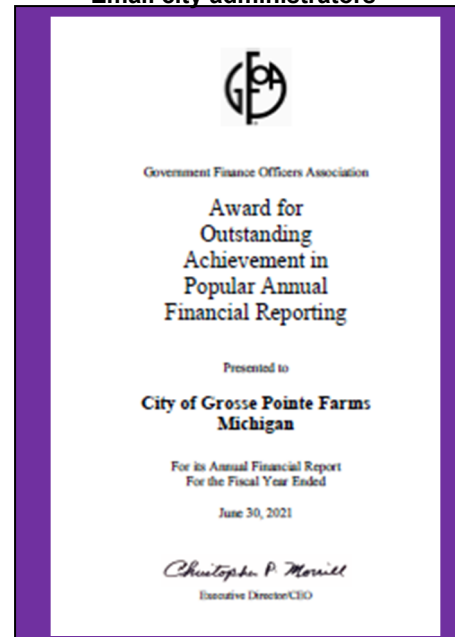 Email city administrators
GFOA
Government Finance Officers Association
Award for
Outstanding
Achievement in
Popular Annual
Financial Reporting
Presented to
City of Grosse Pointe Farms
Michigan
For its Annual Financial Report
For the Fiscal Year Ended
June 30, 2021
Christopher P. Morrill
Executive Director/CEO